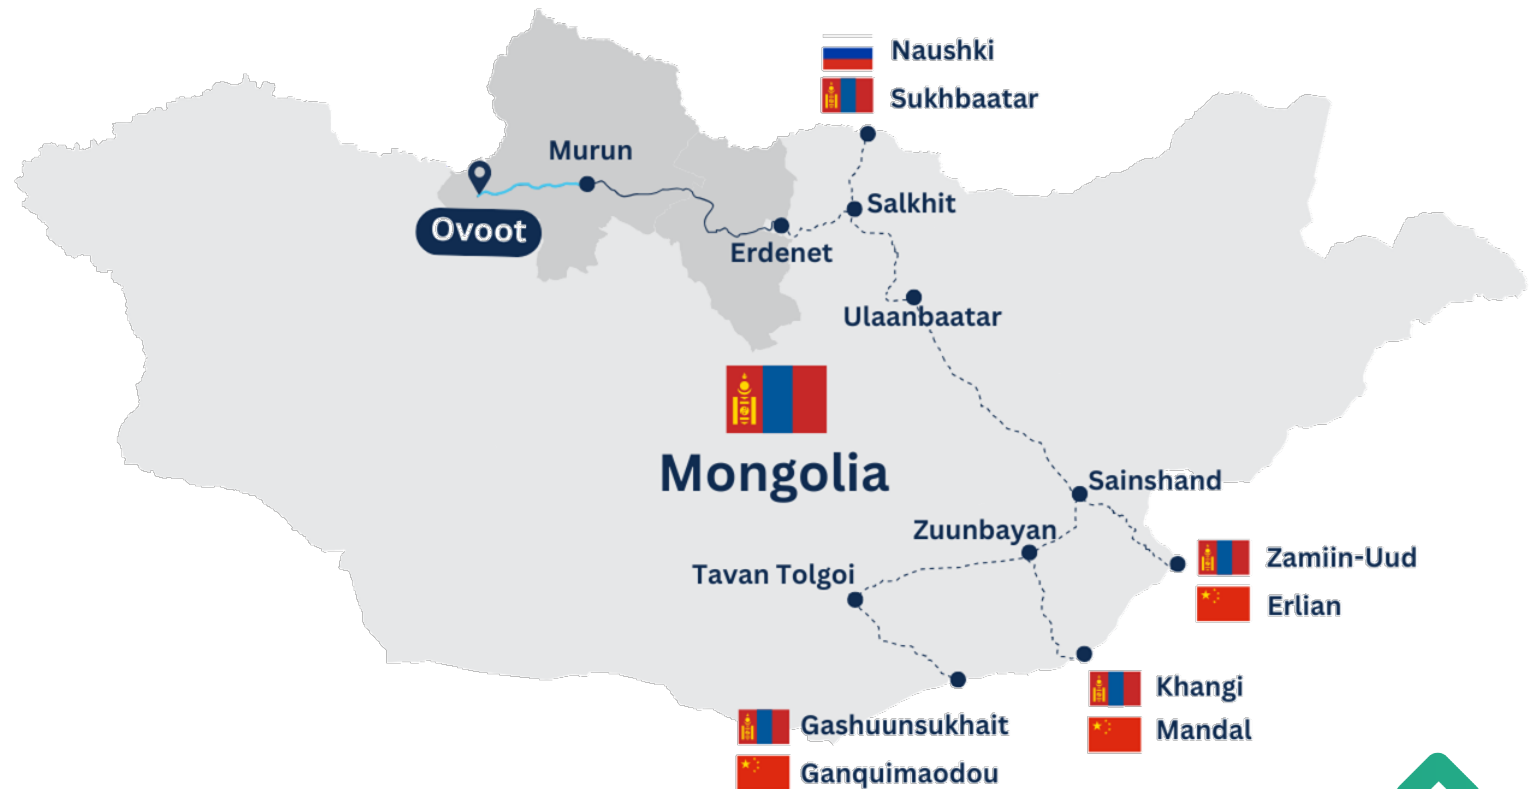 Naushki
Sukhbaatar
Murun
Salkhit
Ovoot
Erdenet
Ulaanbaatar
Mongolia
Sainshand
Zuunbayan
Tavan Tolgoi
Zamiin-Uud
Erlian
Khangi
Mandal
Gashuunsukhait
Ganquimaodou